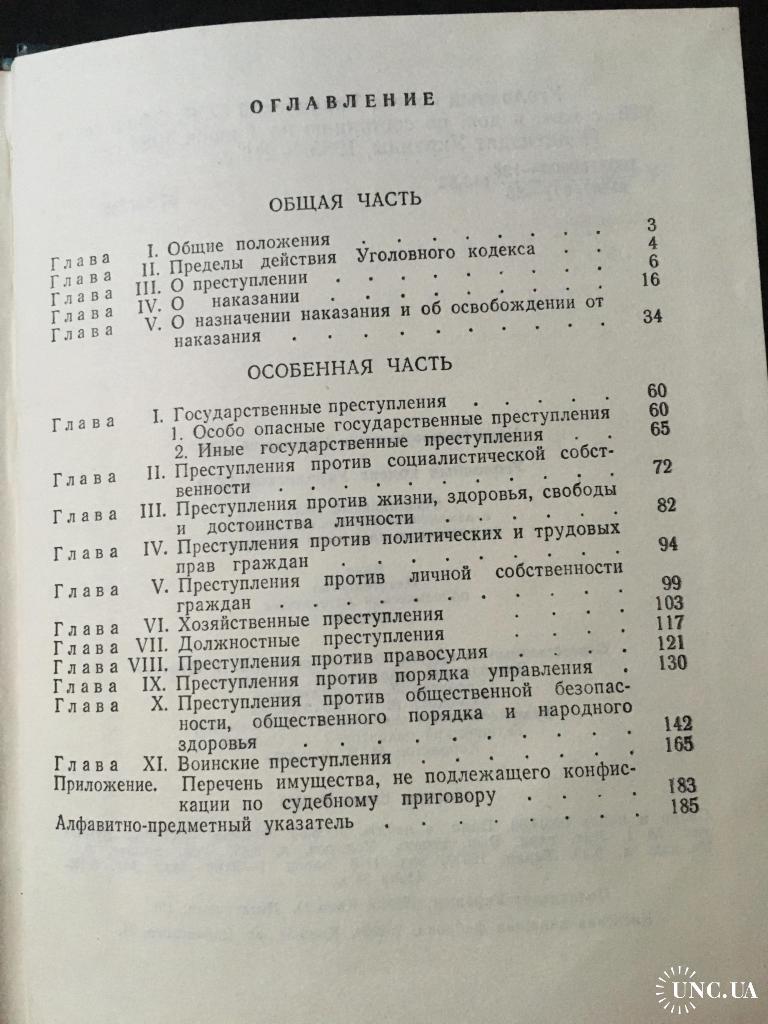 ОГЛАВЛЕНИЕ
ОБЩАЯ ЧАСТЬ
Глава I. Общие положения . . . . . . . 3
Глава II. Пределы действия Уголовного кодекса . . 4
Глава III. О преступлении . . . . . . . . 6
Глава IV. О наказании . . . . . . . . 16
Глава V. О назначении наказания и об освобождении от
наказания . . . . . . . . . . 34
ОСОБЕННАЯ ЧАСТЬ
Глава I. Государственные преступления . . . . . 60
1. Особо опасные государственные преступления 60
2. Иные государственные преступления . . 65
Глава II. Преступления против социалистической собст-
венности . . . . . . . . . . 72
Глава III. Преступления против жизни, здоровья, свободы
и достоинства личности . . . . . . 82
Глава IV. Преступления против политических и трудовых
прав граждан . . . . . . . . . 94
Глава V. Преступления против личной собственности
граждан . . . . . . . . . . 99
Глава VI. Хозяйственные преступления . . . . 103
Глава VII. Должностные преступления . . . . 117
Глава VIII. Преступления против правосудия . . . . 121
Глава IX. Преступления против порядка управления . 130
Глава X. Преступления против общественной безопас-
ности, общественного порядка и народного
здоровья . . . . . . . . . . 142
Глава XI. Воинские преступления . . . . . 165
Приложение. Перечень имущества, не подлежащего конфис-
кации по судебному приговору . . . . 183
Алфавитно-предметный указатель . . . . . . . . 185
UNC.UA